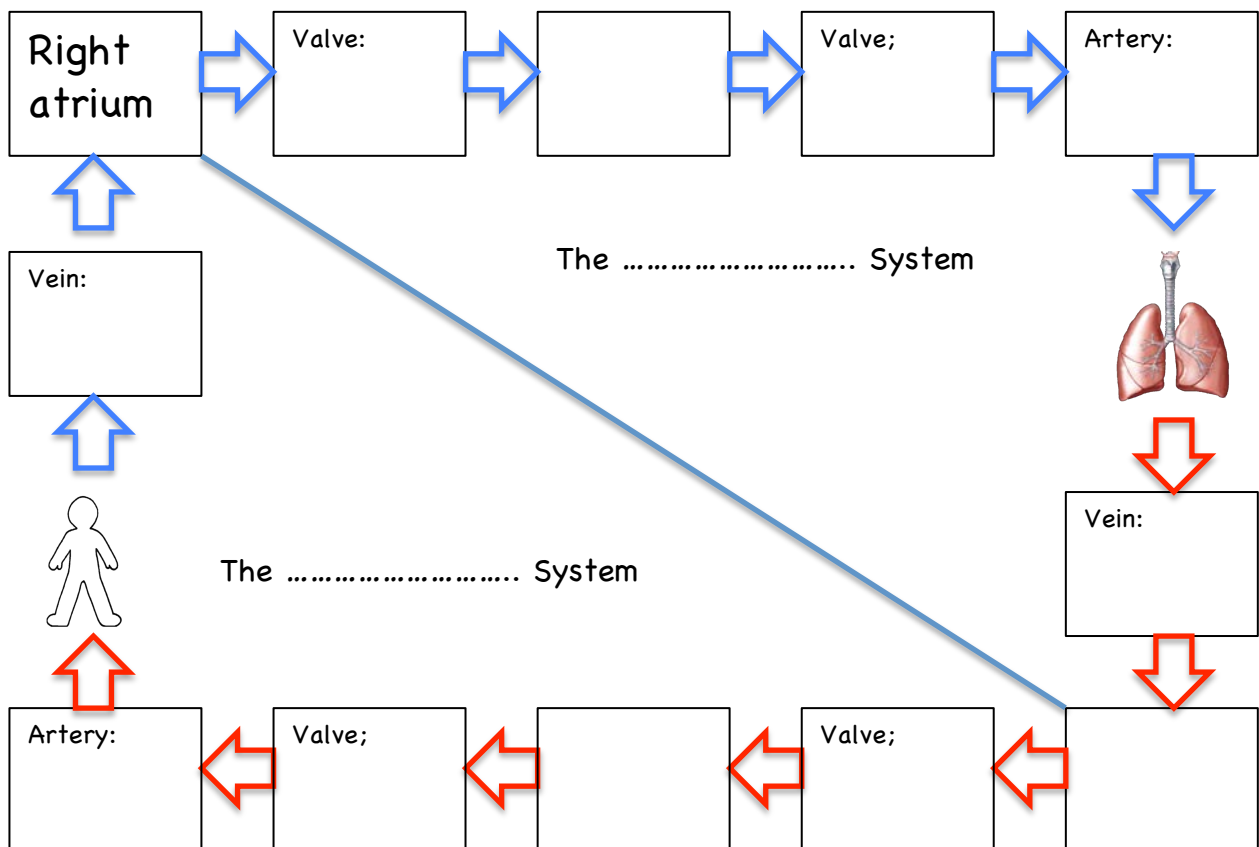 Right
atrium
Valve:
Valve;
Artery:
The ……………………….. System
Vein:
Vein:
The ……………………….. System
Artery:
Valve;
Valve;